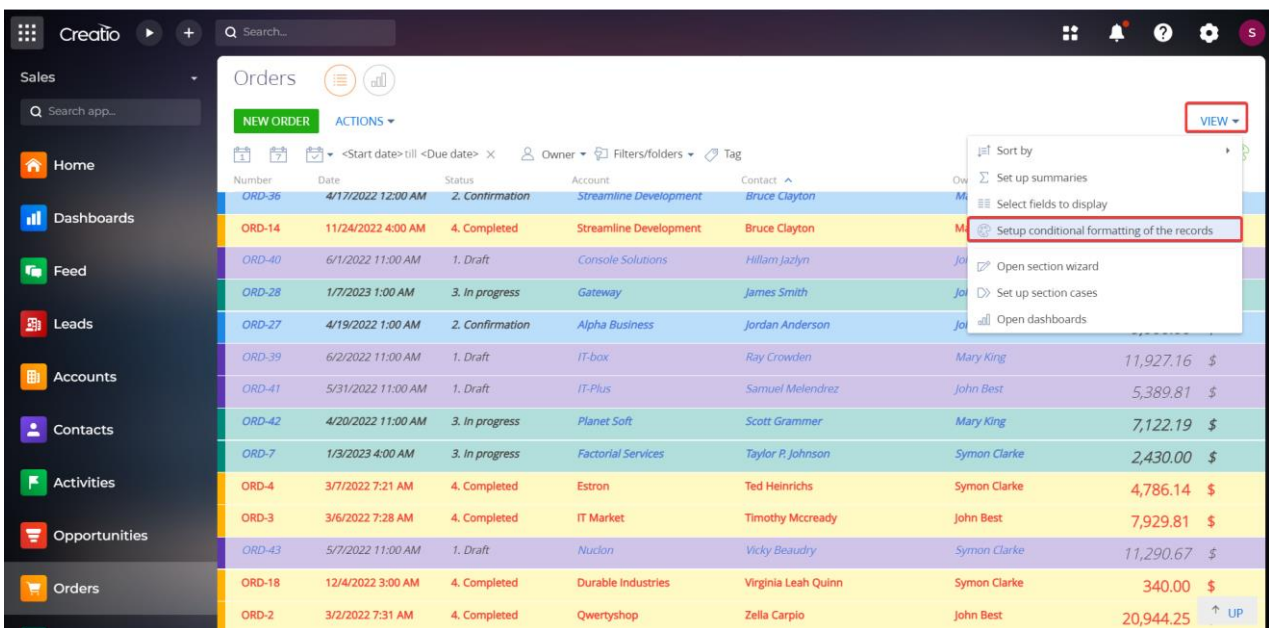 Creatio
Search...
S
Sales
Search app...
Home
Dashboards
Feed
Leads
Accounts
Contacts
Activities
Opportunities
Orders
Orders
NEW ORDER ACTIONS VIEW
<Start date> till <Due date> Owner Filters/folders Tag
Sort by
Set up summaries
Select fields to display
Setup conditional formatting of the records
Open section wizard
Set up section cases
Open dashboards
Number Date Status Account Contact Ow
ORD-36 4/17/2022 12:00 AM 2. Confirmation Streamline Development Bruce Clayton
ORD-14 11/24/2022 4:00 AM 4. Completed Streamline Development Bruce Clayton
ORD-40 6/1/2022 11:00 AM 1. Draft Console Solutions Hillam Jazlyn
ORD-28 1/7/2023 1:00 AM 3. In progress Gateway James Smith
ORD-27 4/19/2022 1:00 AM 2. Confirmation Alpha Business Jordan Anderson
ORD-39 6/2/2022 11:00 AM 1. Draft IT-box Ray Crowden Mary King 11,927.16 $
ORD-41 5/31/2022 11:00 AM 1. Draft IT-Plus Samuel Melendrez John Best 5,389.81 $
ORD-42 4/20/2022 11:00 AM 3. In progress Planet Soft Scott Grammer Mary King 7,122.19 $
ORD-7 1/3/2023 4:00 AM 3. In progress Factorial Services Taylor P. Johnson Symon Clarke 2,430.00 $
ORD-4 3/7/2022 7:21 AM 4. Completed Estron Ted Heinrichs Symon Clarke 4,786.14 $
ORD-3 3/6/2022 7:28 AM 4. Completed IT Market Timothy Mccready John Best 7,929.81 $
ORD-43 5/7/2022 11:00 AM 1. Draft Nuclon Vicky Beaudry Symon Clarke 11,290.67 $
ORD-18 12/4/2022 3:00 AM 4. Completed Durable Industries Virginia Leah Quinn Symon Clarke 340.00 $
ORD-2 3/2/2022 7:31 AM 4. Completed Qwertyshop Zella Carpio John Best 20,944.25
UP